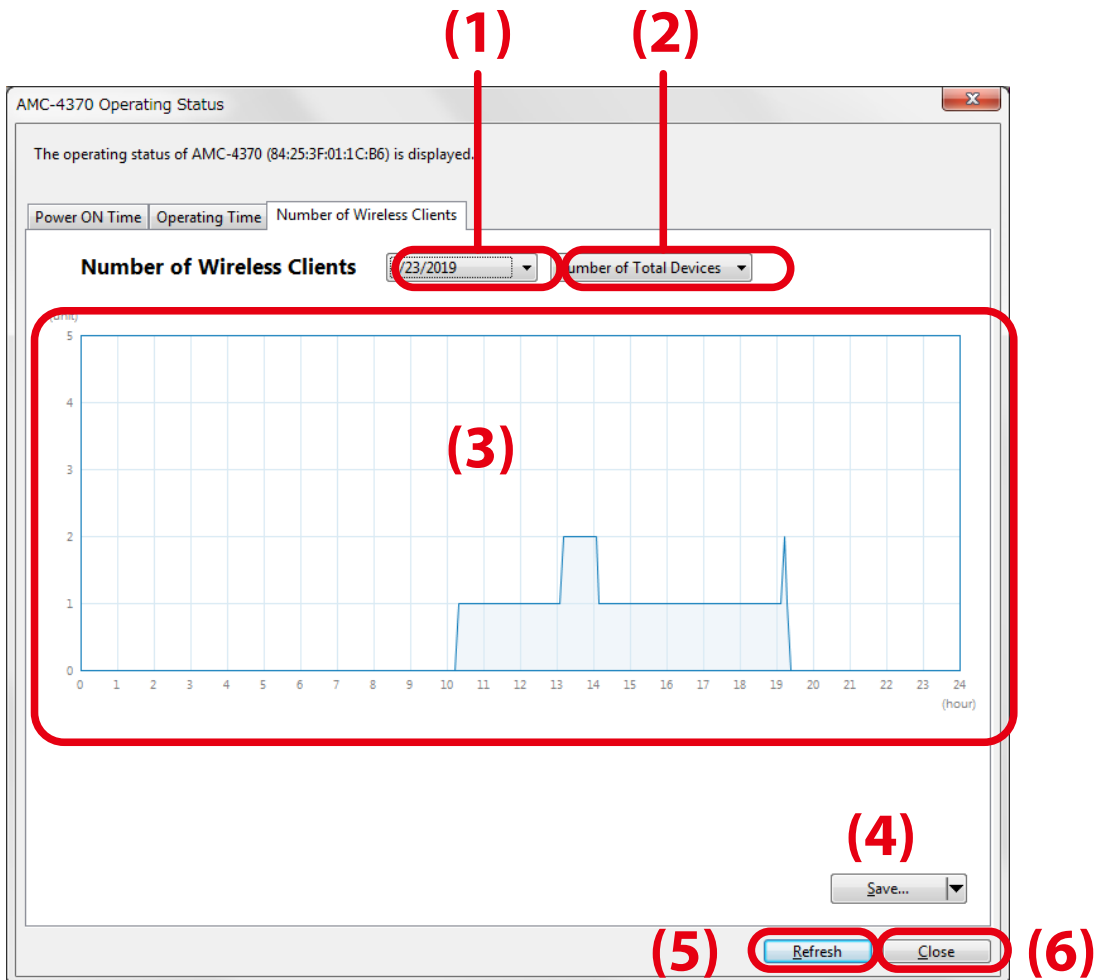 (1) (2)
AMC-4370 Operating Status
The operating status of AMC-4370 (84:25:3F:01:1C:B6) is displayed.
Power ON Time Operating Time Number of Wireless Clients
Number of Wireless Clients /23/2019 umber of Total Devices
(unit)
5
4
(3)
3
2
1
0
0 1 2 3 4 5 6 7 8 9 10 11 12 13 14 15 16 17 18 19 20 21 22 23 24
(hour)
(4)
Save...
(5) Refresh Close (6)